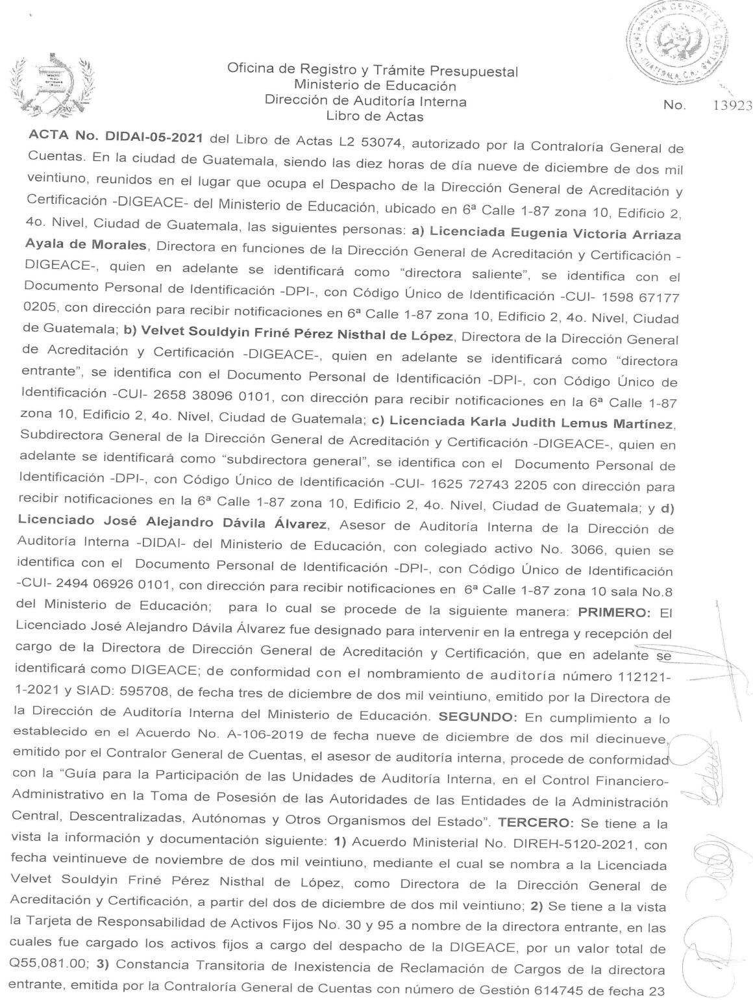 CONTRALORIA GENERAL DE CUENTAS
GUATEMALA, C.A.
Oficina de Registro y Trámite Presupuestal
Ministerio de Educación
Dirección de Auditoría Interna
Libro de Actas
No. 13923
ACTA No. DIDAI-05-2021 del Libro de Actas L2 53074, autorizado por la Contraloría General de
Cuentas. En la ciudad de Guatemala, siendo las diez horas de día nueve de diciembre de dos mil
veintiuno, reunidos en el lugar que ocupa el Despacho de la Dirección General de Acreditación y
Certificación -DIGEACE- del Ministerio de Educación, ubicado en 6ª Calle 1-87 zona 10, Edificio 2,
4o. Nivel, Ciudad de Guatemala, las siguientes personas: a) Licenciada Eugenia Victoria Arriaza
Ayala de Morales, Directora en funciones de la Dirección General de Acreditación y Certificación -
DIGEACE-, quien en adelante se identificará como “directora saliente”, se identifica con el
Documento Personal de Identificación -DPI-, con Código Único de Identificación -CUI- 1598 67177
0205, con dirección para recibir notificaciones en 6ª Calle 1-87 zona 10, Edificio 2, 4o. Nivel, Ciudad
de Guatemala; b) Velvet Souldyin Friné Pérez Nisthal de López, Directora de la Dirección General
de Acreditación y Certificación -DIGEACE-, quien en adelante se identificará como “directora
entrante”, se identifica con el Documento Personal de Identificación -DPI-, con Código Único de
Identificación -CUI- 2658 38096 0101, con dirección para recibir notificaciones en la 6ª Calle 1-87
zona 10, Edificio 2, 4o. Nivel, Ciudad de Guatemala; c) Licenciada Karla Judith Lemus Martínez,
Subdirectora General de la Dirección General de Acreditación y Certificación -DIGEACE-, quien en
adelante se identificará como “subdirectora general”, se identifica con el Documento Personal de
Identificación -DPI-, con Código Único de Identificación -CUI- 1625 72743 2205 con dirección para
recibir notificaciones en la 6ª Calle 1-87 zona 10, Edificio 2, 4o. Nivel, Ciudad de Guatemala; y d)
Licenciado José Alejandro Dávila Álvarez, Asesor de Auditoría Interna de la Dirección de
Auditoría Interna -DIDAI- del Ministerio de Educación, con colegiado activo No. 3066, quien se
identifica con el Documento Personal de Identificación -DPI-, con Código Único de Identificación
-CUI- 2494 06926 0101, con dirección para recibir notificaciones en 6ª Calle 1-87 zona 10 sala No.8
del Ministerio de Educación; para lo cual se procede de la siguiente manera: PRIMERO: El
Licenciado José Alejandro Dávila Álvarez fue designado para intervenir en la entrega y recepción del
cargo de la Directora de Dirección General de Acreditación y Certificación, que en adelante se
identificará como DIGEACE; de conformidad con el nombramiento de auditoría número 112121-
1-2021 y SIAD: 595708, de fecha tres de diciembre de dos mil veintiuno, emitido por la Directora de
la Dirección de Auditoría Interna del Ministerio de Educación. SEGUNDO: En cumplimiento a lo
establecido en el Acuerdo No. A-106-2019 de fecha nueve de diciembre de dos mil diecinueve,
emitido por el Contralor General de Cuentas, el asesor de auditoría interna, procede de conformidad
con la “Guía para la Participación de las Unidades de Auditoría Interna, en el Control Financiero-
Administrativo en la Toma de Posesión de las Autoridades de las Entidades de la Administración
Central, Descentralizadas, Autónomas y Otros Organismos del Estado”. TERCERO: Se tiene a la
vista la información y documentación siguiente: 1) Acuerdo Ministerial No. DIREH-5120-2021, con
fecha veintinueve de noviembre de dos mil veintiuno, mediante el cual se nombra a la Licenciada
Velvet Souldyin Friné Pérez Nisthal de López, como Directora de la Dirección General de
Acreditación y Certificación, a partir del dos de diciembre de dos mil veintiuno; 2) Se tiene a la vista
la Tarjeta de Responsabilidad de Activos Fijos No. 30 y 95 a nombre de la directora entrante, en las
cuales fue cargado los activos fijos a cargo del despacho de la DIGEACE, por un valor total de
Q55,081.00; 3) Constancia Transitoria de Inexistencia de Reclamación de Cargos de la directora
entrante, emitida por la Contraloría General de Cuentas con número de Gestión 614745 de fecha 23